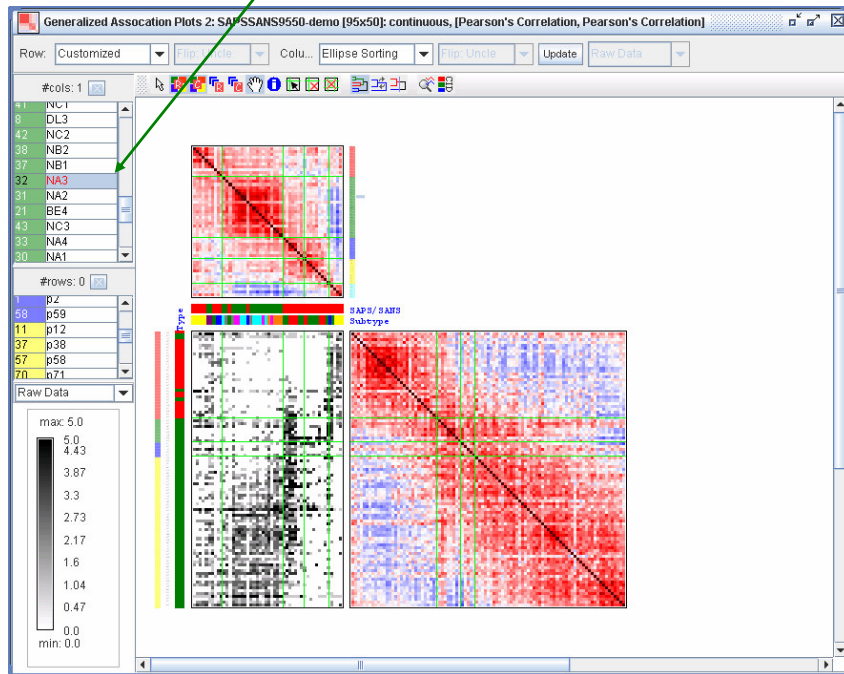 Generalized Assocation Plots 2: SAPSSANS9550-demo [95x50]: continuous, [Pearson's Correlation, Pearson's Correlation]
Row: Customized Flip: Uncle Colu... Ellipse Sorting Flip: Uncle Update Raw Data
#cols: 1
41 NC1
8 DL3
42 NC2
38 NB2
37 NB1
32 NA3
31 NA2
21 BE4
43 NC3
33 NA4
30 NA1
#rows: 0
1 p2
58 p59
11 p12
37 p38
57 p58
70 p71
Raw Data
max: 5.0
5.0
4.43
3.87
3.3
2.73
2.17
1.6
1.04
0.47
0.0
min: 0.0
Type
SAPS/SANS
Subtype